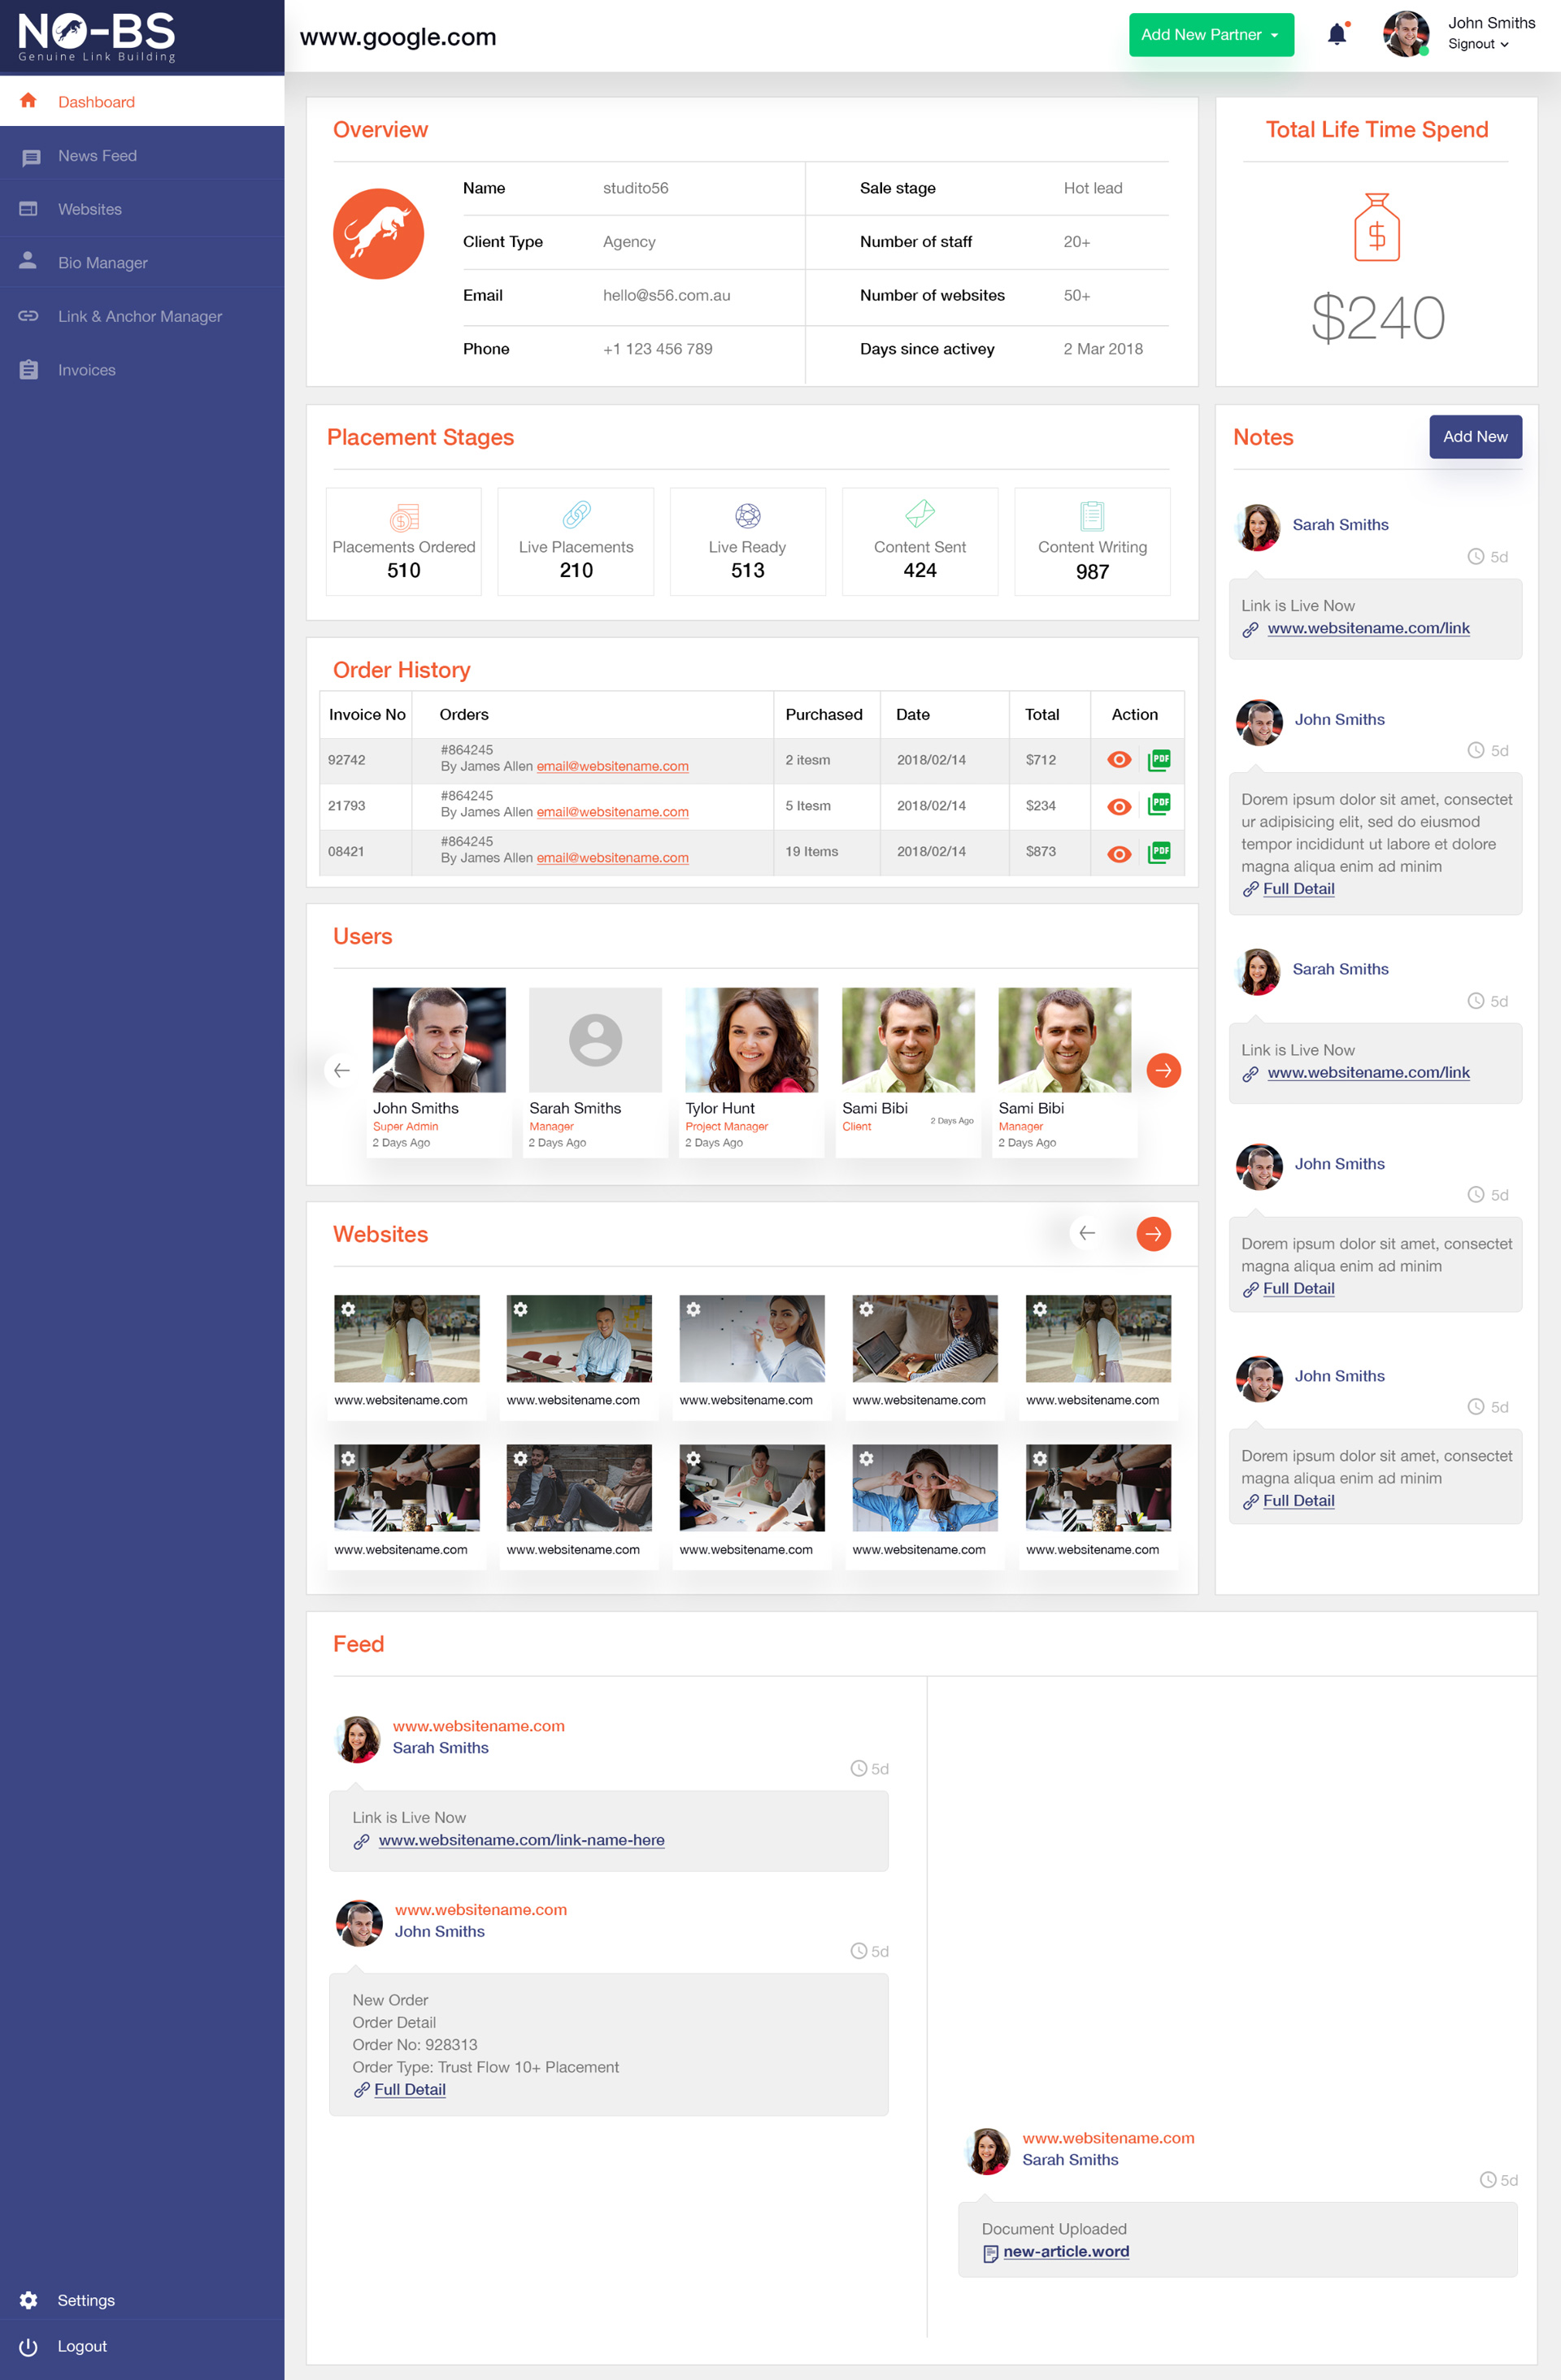 NO-BS
Genuine Link Building
www.google.com
Add New Partner
John Smiths
Signout
Dashboard
News Feed
Websites
Bio Manager
Link & Anchor Manager
Invoices
Settings
Logout
Overview
Name studito56
Client Type Agency
Email hello@s56.com.au
Phone +1 123 456 789
Sale stage Hot lead
Number of staff 20+
Number of websites 50+
Days since activey 2 Mar 2018
Total Life Time Spend
$
$240
Placement Stages
$
Placements Ordered
510
Live Placements
210
Live Ready
513
Content Sent
424
Content Writing
987
Order History
Invoice No Orders Purchased Date Total Action
92742 #864245 2 itesm 2018/02/14 $712 PDF
By James Allen email@websitename.com
21793 #864245 5 Itesm 2018/02/14 $234 PDF
By James Allen email@websitename.com
08421 #864245 19 Items 2018/02/14 $873 PDF
By James Allen email@websitename.com
Users
John Smiths
Super Admin
2 Days Ago
Sarah Smiths
Manager
2 Days Ago
Tylor Hunt
Project Manager
2 Days Ago
Sami Bibi
Client
2 Days Ago
Sami Bibi
Manager
2 Days Ago
Websites
www.websitename.com
www.websitename.com
www.websitename.com
www.websitename.com
www.websitename.com
www.websitename.com
www.websitename.com
www.websitename.com
www.websitename.com
www.websitename.com
Notes
Add New
Sarah Smiths
5d
Link is Live Now
www.websitename.com/link
John Smiths
5d
Dorem ipsum dolor sit amet, consectet
ur adipisicing elit, sed do eiusmod
tempor incididunt ut labore et dolore
magna aliqua enim ad minim
Full Detail
Sarah Smiths
5d
Link is Live Now
www.websitename.com/link
John Smiths
5d
Dorem ipsum dolor sit amet, consectet
magna aliqua enim ad minim
Full Detail
John Smiths
5d
Dorem ipsum dolor sit amet, consectet
magna aliqua enim ad minim
Full Detail
Feed
www.websitename.com
Sarah Smiths
5d
Link is Live Now
www.websitename.com/link-name-here
www.websitename.com
John Smiths
5d
New Order
Order Detail
Order No: 928313
Order Type: Trust Flow 10+ Placement
Full Detail
www.websitename.com
Sarah Smiths
5d
Document Uploaded
new-article.word